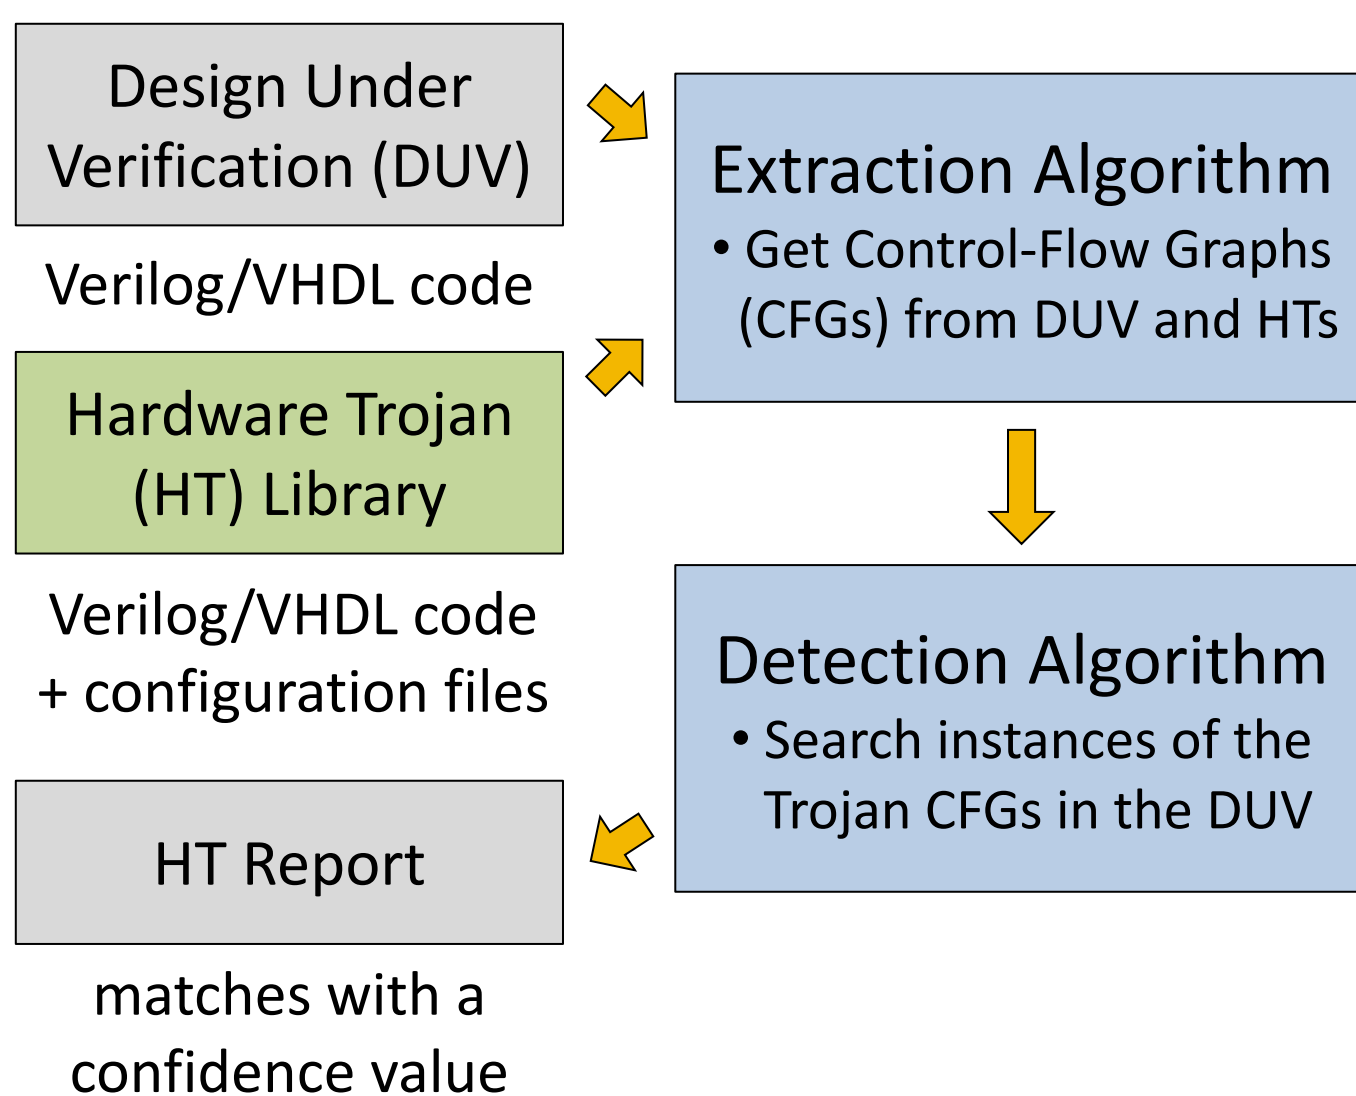 Design Under
Verification (DUV)
Verilog/VHDL code
Hardware Trojan
(HT) Library
Verilog/VHDL code
+ configuration files
Extraction Algorithm
• Get Control-Flow Graphs
(CFGs) from DUV and HTs
Detection Algorithm
• Search instances of the
Trojan CFGs in the DUV
HT Report
matches with a
confidence value